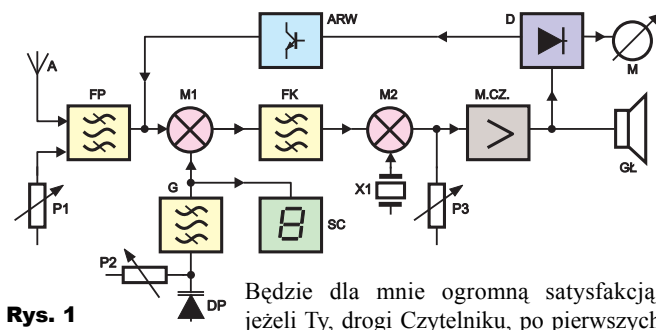 ARW
D
A
M
FP
M1
FK
M2
M.CZ.
GŁ
P1
G
X1
P3
SC
P2
DP
Rys. 1
Będzie dla mnie ogromną satysfakcją,
jeżeli Ty, drogi Czytelniku, po pierwszych